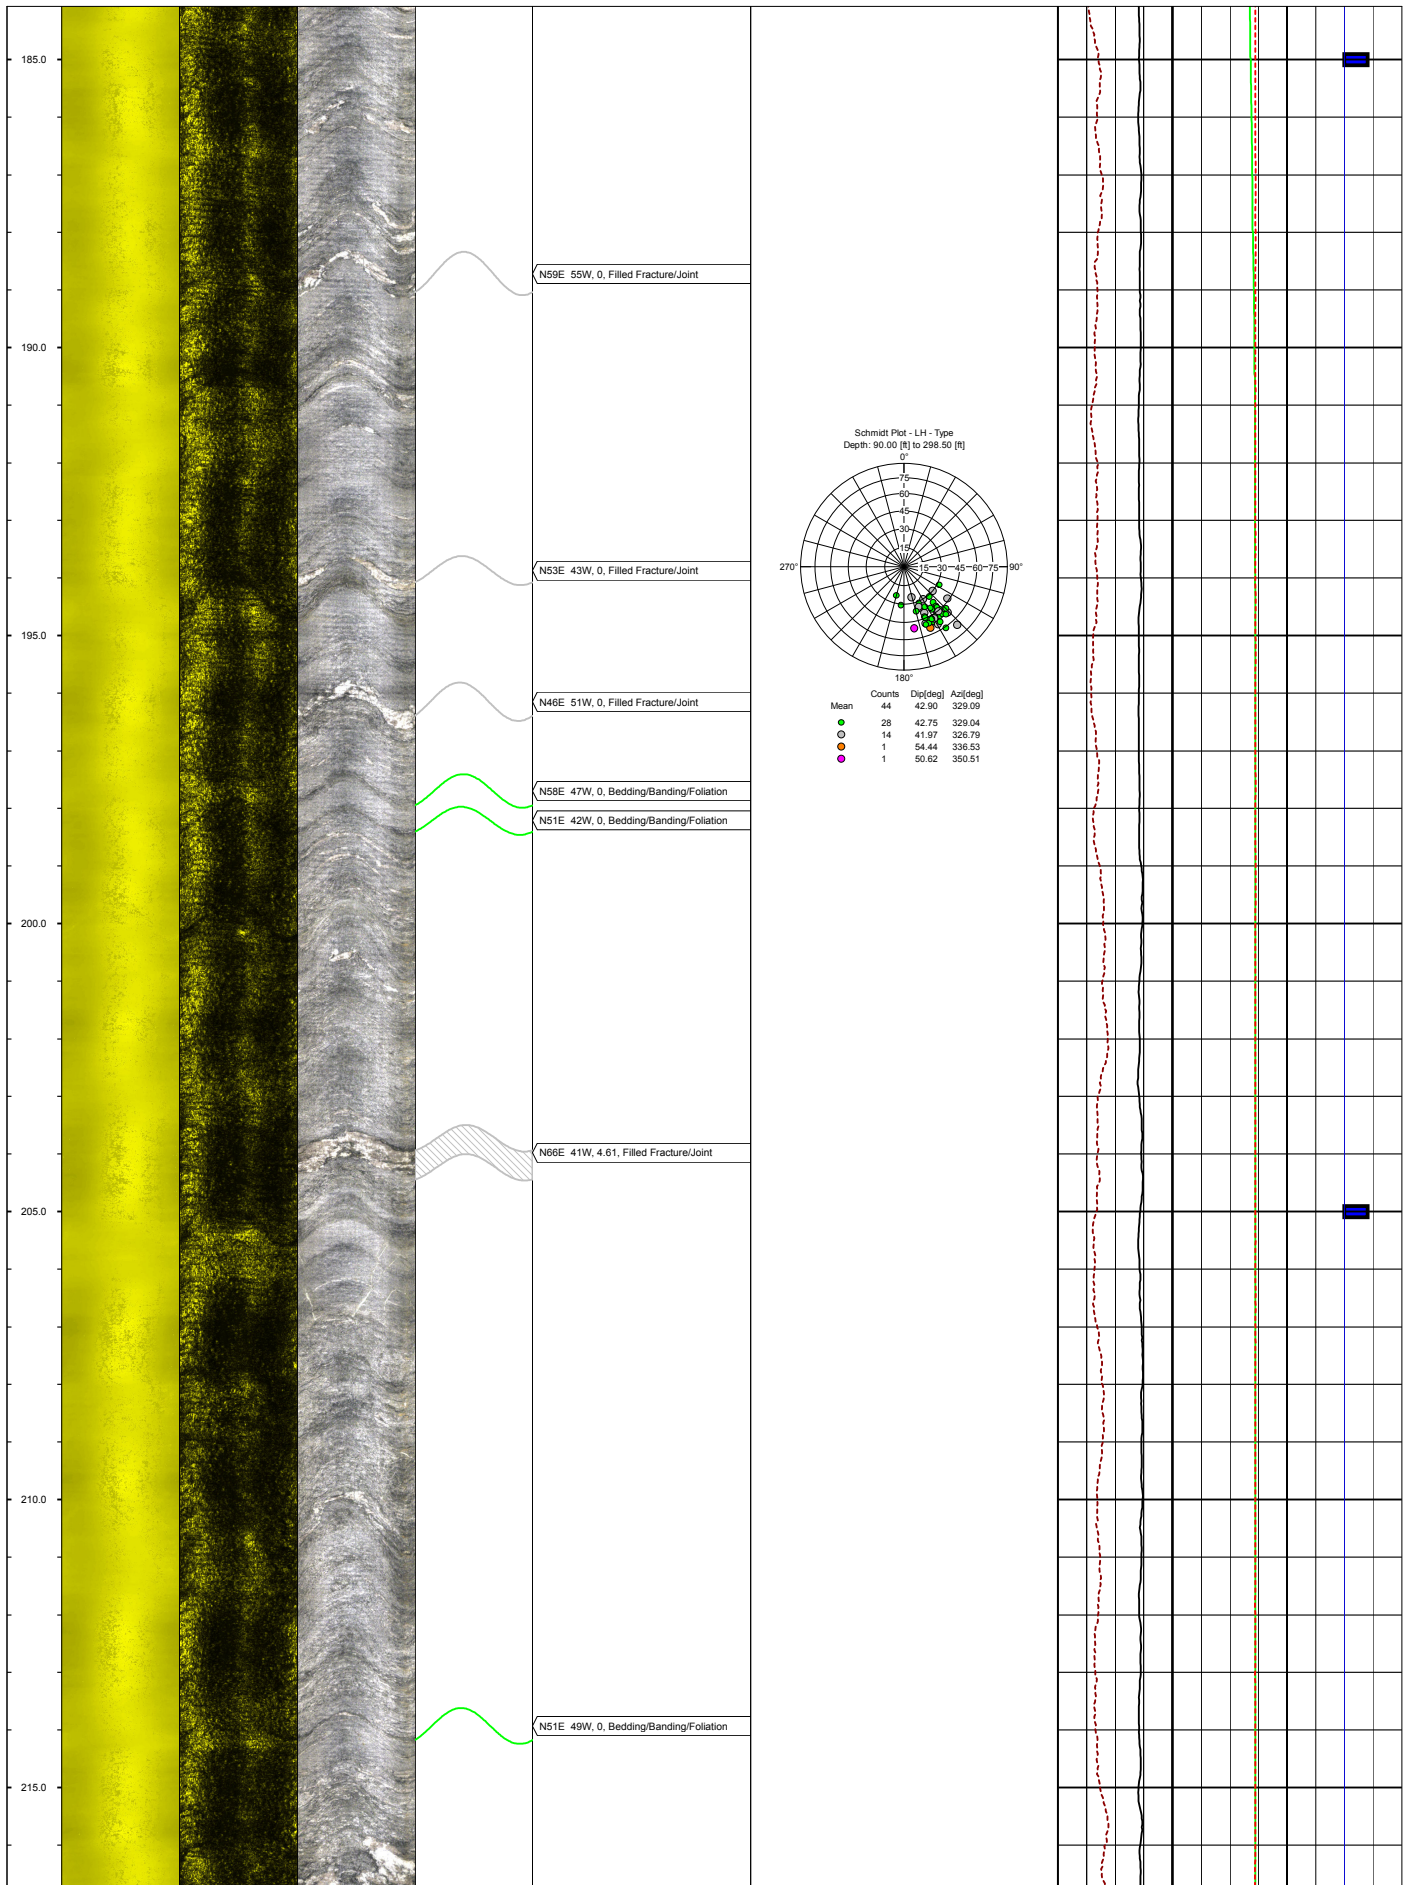 185.0
N59E 55W, 0, Filled Fracture/Joint
190.0
Schmidt Plot - LH - Type
Depth: 90.00 [ft] to 298.50 [ft]
0°
75
60
45
30
15
270°
15 30 45 60 75 90°
180°
N53E 43W, 0, Filled Fracture/Joint
195.0
Counts Dip[deg] Azi[deg]
Mean 44 42.90 329.09
28 42.75 329.04
14 41.97 326.79
1 54.44 336.53
1 50.62 350.51
N46E 51W, 0, Filled Fracture/Joint
N58E 47W, 0, Bedding/Banding/Foliation
N51E 42W, 0, Bedding/Banding/Foliation
200.0
N66E 41W, 4.61, Filled Fracture/Joint
205.0
210.0
N51E 49W, 0, Bedding/Banding/Foliation
215.0